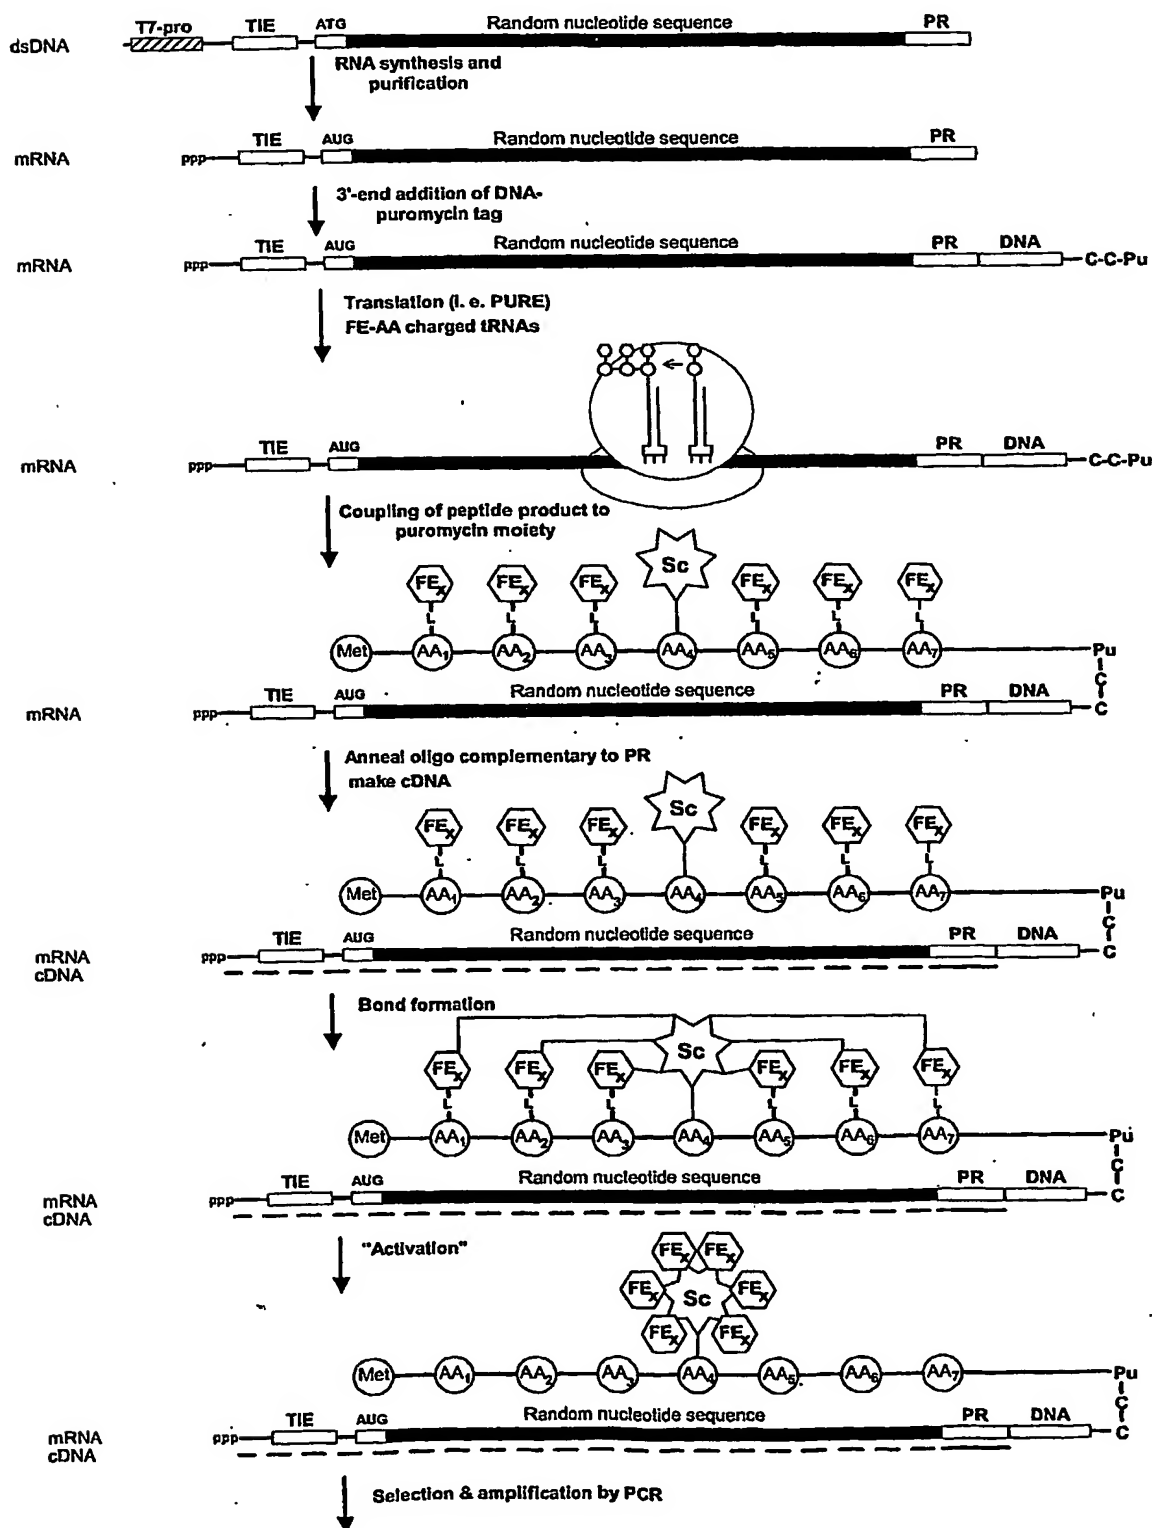 T7-pro TIE ATG Random nucleotide sequence PR
dsDNA
RNA synthesis and
purification
TIE AUG Random nucleotide sequence PR
mRNA ppp
3'-end addition of DNA-
puromycin tag
TIE AUG Random nucleotide sequence PR DNA
mRNA ppp C-C-Pu
Translation (i. e. PURE)
FE-AA charged tRNAs
TIE AUG PR DNA
mRNA ppp C-C-Pu
Coupling of peptide product to
puromycin moiety
Sc
FEx FEx FEx FEx FEx FEx
L L L L L L
Met AA1 AA2 AA3 AA4 AA5 AA6 AA7 Pu
C
TIE AUG Random nucleotide sequence PR DNA
mRNA ppp C
Anneal oligo complementary to PR
make cDNA
Sc
FEx FEx FEx FEx FEx FEx
L L L L L L
Met AA1 AA2 AA3 AA4 AA5 AA6 AA7 Pu
C
TIE AUG Random nucleotide sequence PR DNA
mRNA ppp C
cDNA
Bond formation
Sc
FEx FEx FEx FEx FEx FEx
L L L L L L
Met AA1 AA2 AA3 AA4 AA5 AA6 AA7 Pu
C
TIE AUG Random nucleotide sequence PR DNA
mRNA ppp C
cDNA
"Activation"
FEx FEx
FEx Sc FEx
FEx FEx
Met AA1 AA2 AA3 AA4 AA5 AA6 AA7 Pu
C
TIE AUG Random nucleotide sequence PR DNA
mRNA ppp C
cDNA
Selection & amplification by PCR